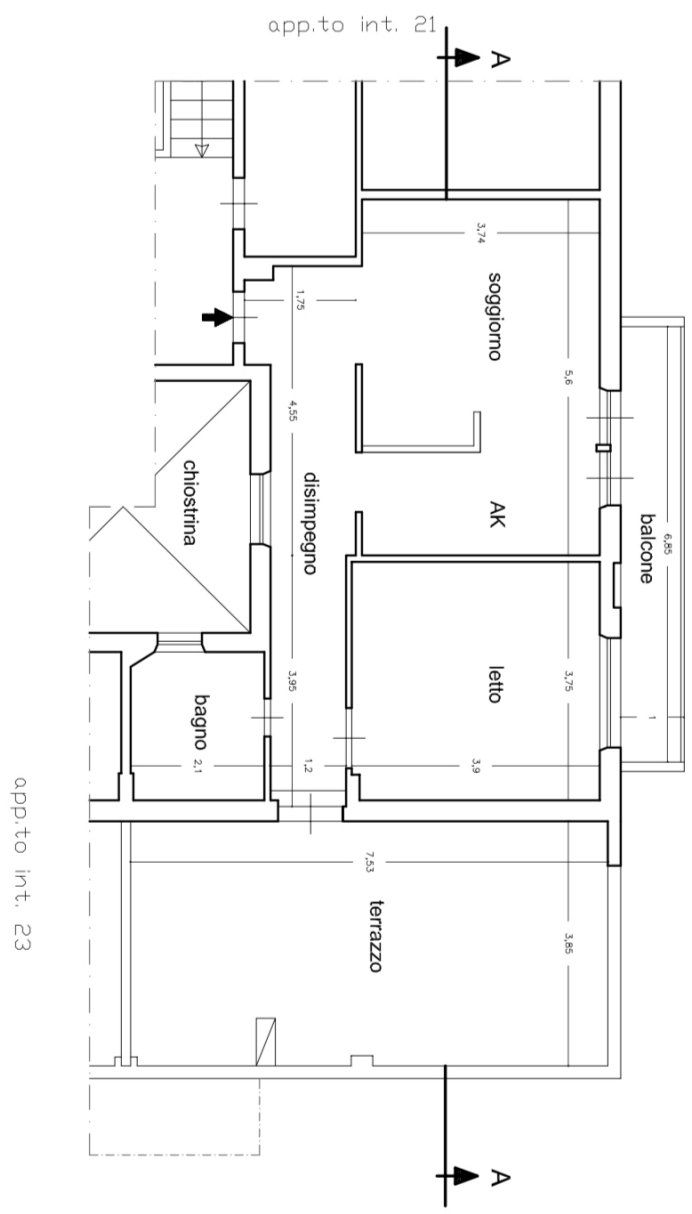 app.to int. 21
A
3,74
soggiorno
5,6
1,75
4,55
disimpegno
AK
balcone
6,85
chiostrina
bagno
2,1
3,95
1,2
letto
3,75
3,9
1
7,53
terrazzo
3,85
app.to int. 23
A